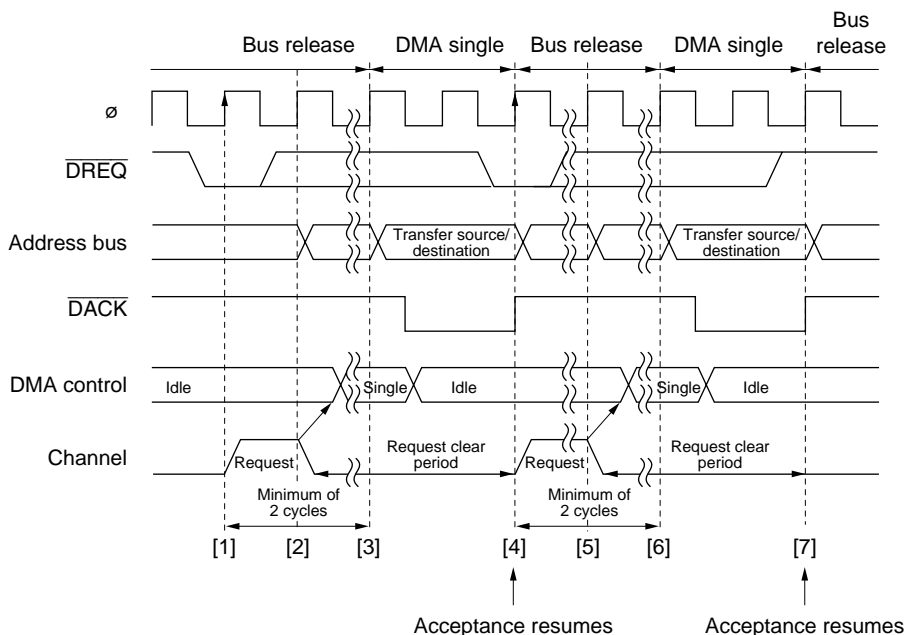 Bus release DMA single Bus release DMA single Bus
release
ø
DREQ
Address bus
Transfer source/
destination
Transfer source/
destination
DACK
DMA control
Idle Single Idle Single Idle
Channel
Request
Request clear
period
Request
Request clear
period
Minimum of
2 cycles
Minimum of
2 cycles
[1] [2] [3] [4] [5] [6] [7]
Acceptance resumes Acceptance resumes